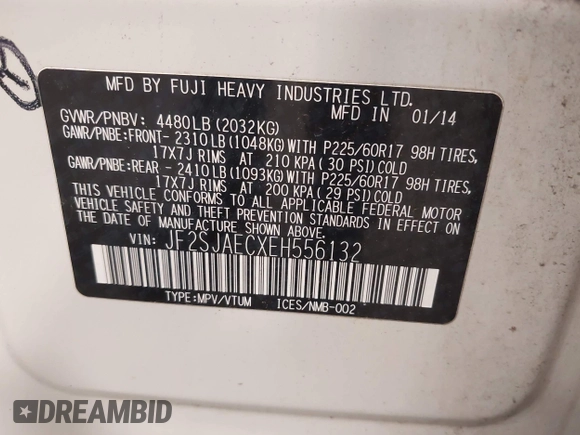 MFD BY FUJI HEAVY INDUSTRIES LTD.
MFD IN 01/14
GVWR/PNBV: 4480LB(2032KG)
GAWR/PNBE:FRONT- 2310LB(1048KG)WITH P225/60R17 98H TIRES,
17X7J RIMS AT 210 KPA( 30 PSI)COLD
GAWR/PNBE:REAR - 2410LB(1093KG)WITH P225/60R17 98H TIRES,
17X7J RIMS AT 200 KPA( 29 PSI)COLD
THIS VEHICLE CONFORMS TO ALL APPLICABLE FEDERAL MOTOR
VEHICLE SAFETY AND THEFT PREVENTION STANDARDS IN EFFECT ON
THE DATE OF MANUFACTURE SHOWN ABOVE.
VIN: JF2SJAECXEH556132
TYPE:MPV/VTUM ICES/NMB-002
DREAMBID